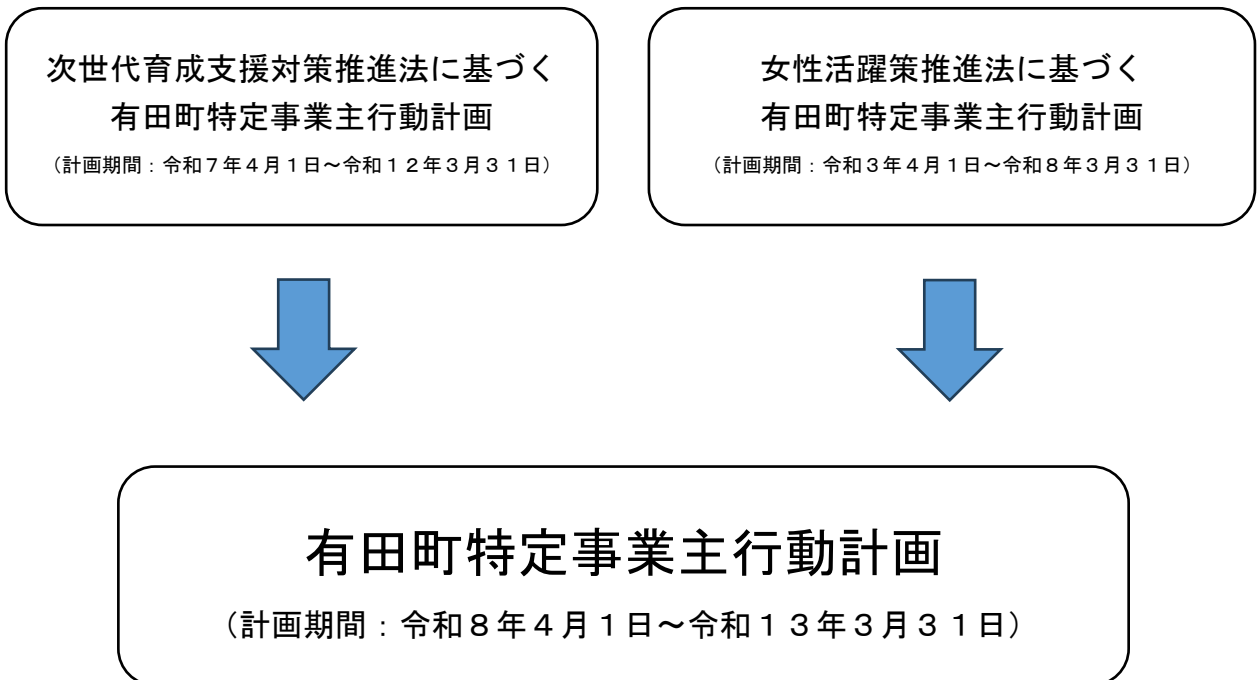 次世代育成支援対策推進法に基づく
有田町特定事業主行動計画
（計画期間：令和７年４月１日～令和１２年３月３１日）
女性活躍策推進法に基づく
有田町特定事業主行動計画
（計画期間：令和３年４月１日～令和８年３月３１日）
有田町特定事業主行動計画
（計画期間：令和８年４月１日～令和１３年３月３１日）